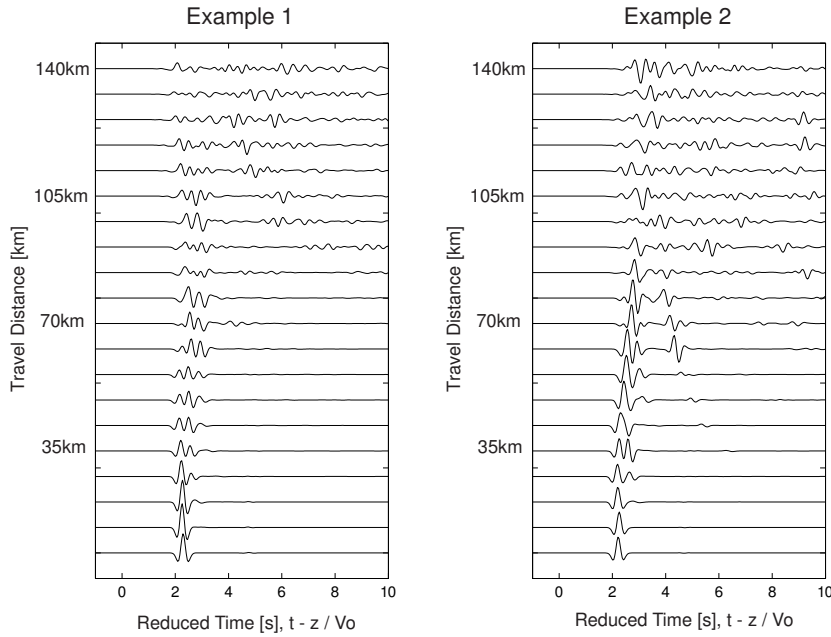 Example 1
Example 2
140km
105km
70km
35km
Travel Distance [km]
0 2 4 6 8 10
Reduced Time [s], t - z / Vo
140km
105km
70km
35km
Travel Distance [km]
0 2 4 6 8 10
Reduced Time [s], t - z / Vo